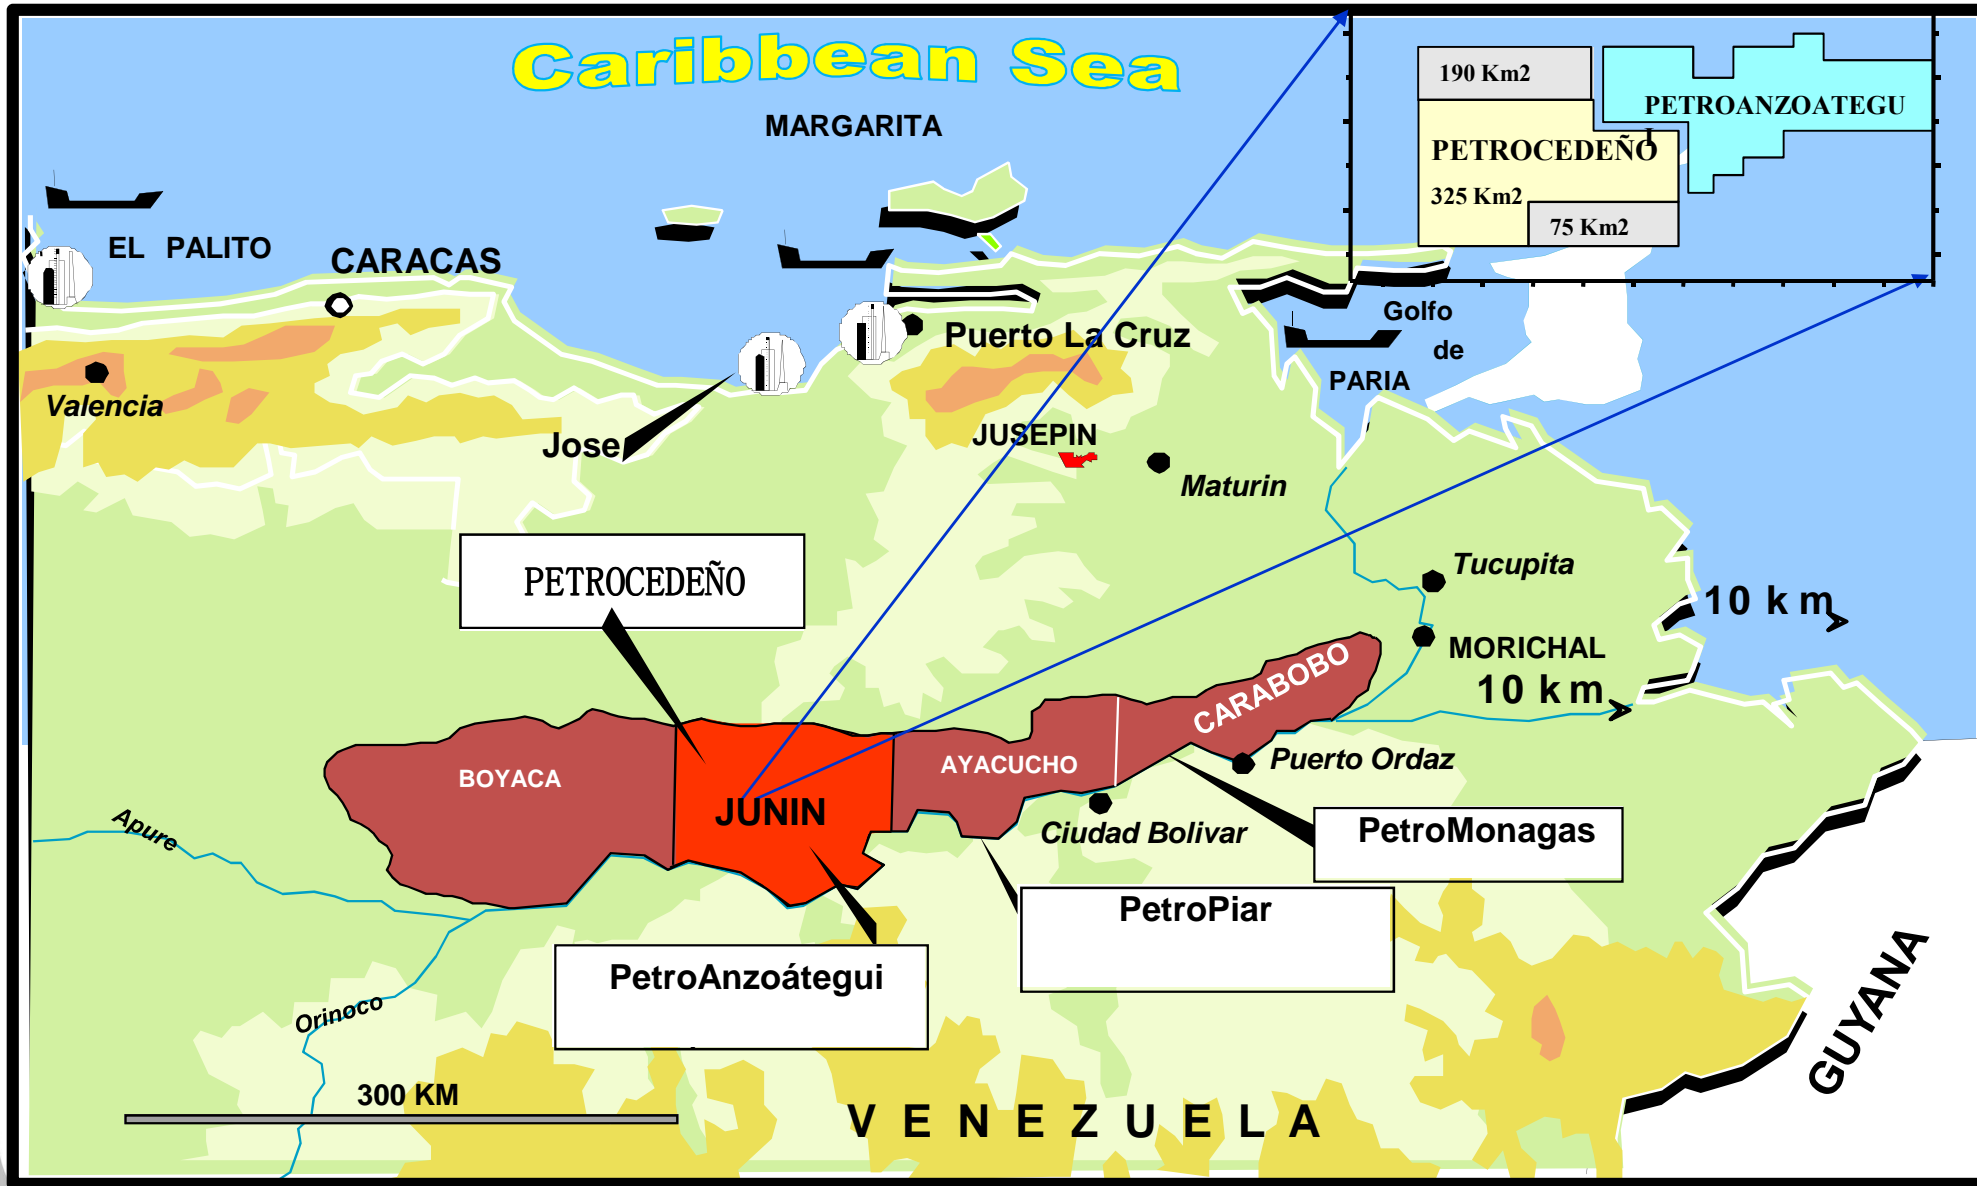 Caribbean Sea
190 Km2
PETROANZOATEGU
I
MARGARITA
PETROCEDEÑO
325 Km2
75 Km2
EL PALITO
CARACAS
Golfo
de
PARIA
Puerto La Cruz
Valencia
Jose
JUSEPIN
Maturin
PETROCEDEÑO
Tucupita
10 km
MORICHAL
10 km
CARABOBO
BOYACA
AYACUCHO
JUNIN
Puerto Ordaz
Ciudad Bolivar
PetroMonagas
Apure
PetroPiar
PetroAnzoátegui
Orinoco
GUYANA
300 KM
VENEZUELA